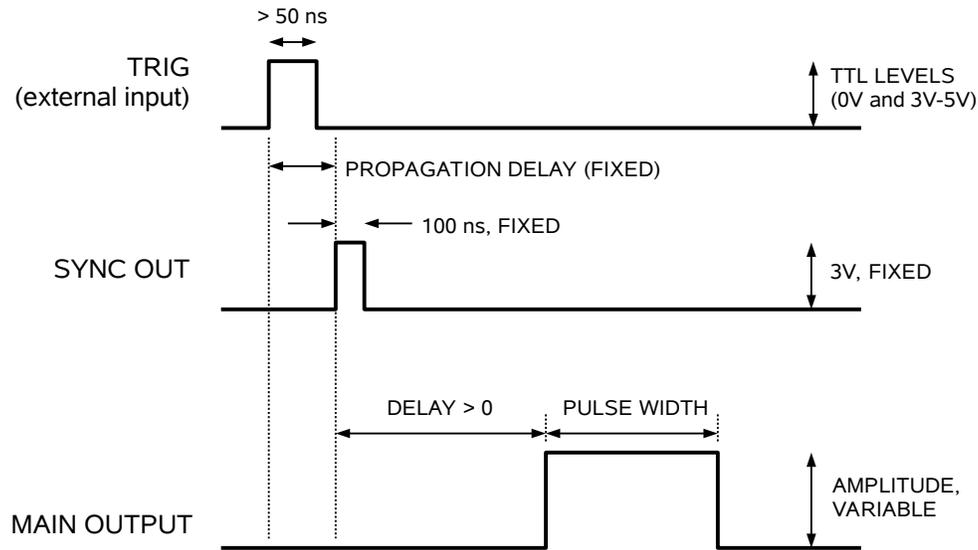 > 50 ns
TRIG
(external input)
TTL LEVELS
(0V and 3V-5V)
PROPAGATION DELAY (FIXED)
100 ns, FIXED
SYNC OUT
3V, FIXED
DELAY > 0
PULSE WIDTH
AMPLITUDE,
VARIABLE
MAIN OUTPUT